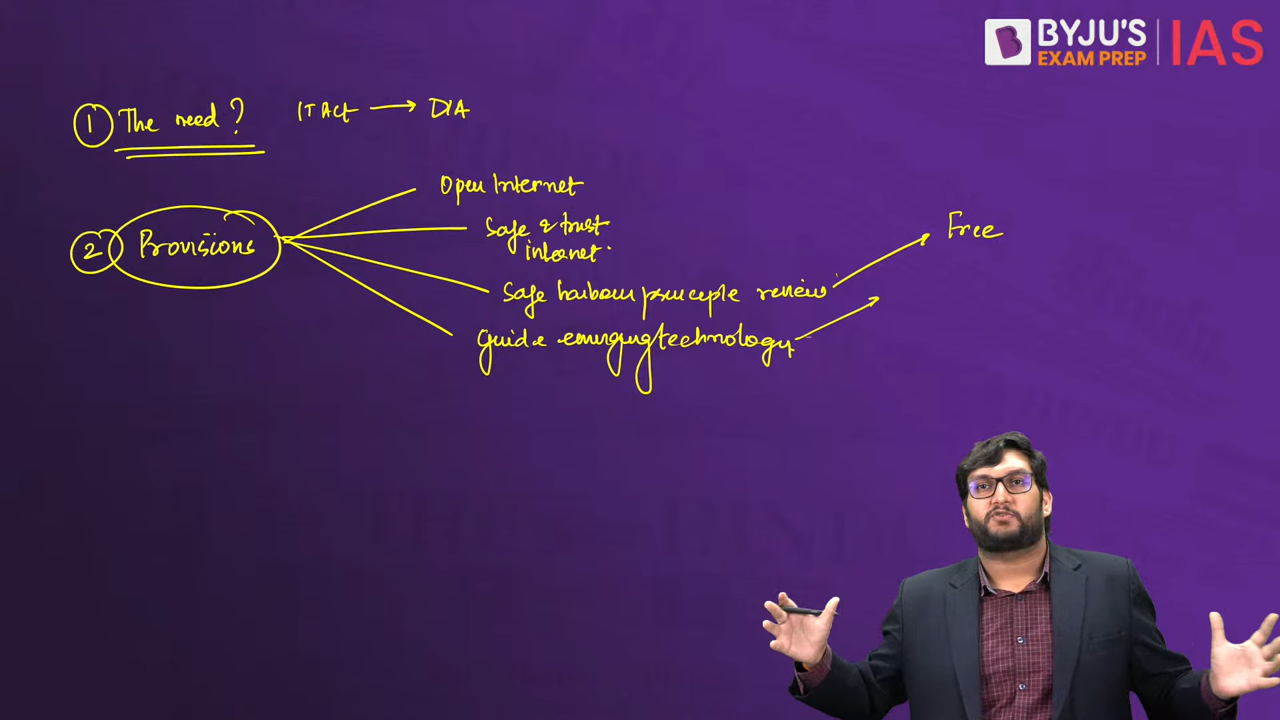 BYJU'S
EXAM PREP
IAS
1 The need? IT Act → DIA
2 Provisions
Open Internet
Safe & trust
internet.
Free
Safe harbour principle review
Guide emerging technology